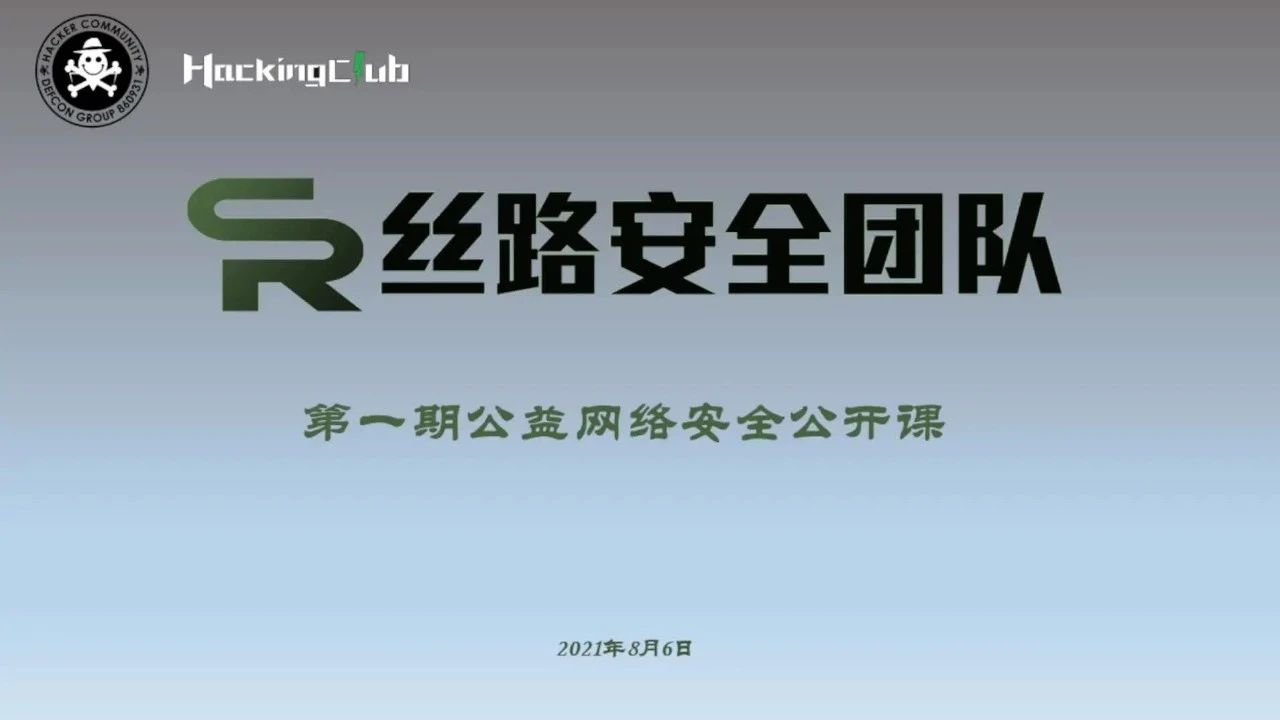 HACKER COMMUNITY
DEFCON GROUP 860931
HackingClub
SR 丝路安全团队
第一期公益网络安全公开课
2021年8月6日